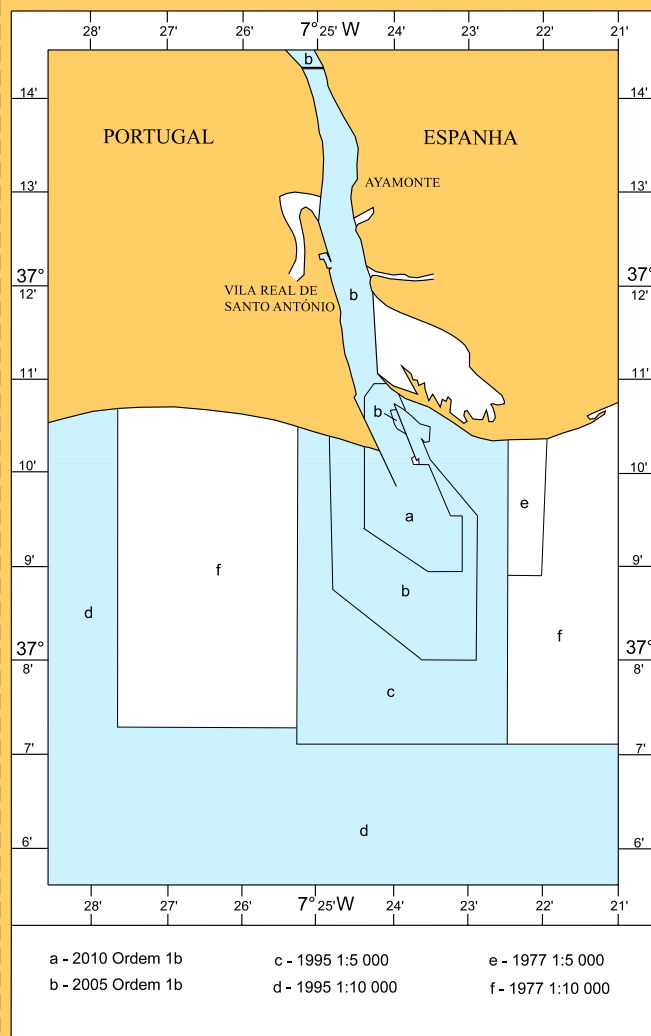 28' 27' 26' 7° 25' W 24' 23' 22' 21'
b
14' 14'
PORTUGAL ESPANHA
13' 13'
AYAMONTE
37° 37°
12' 12'
VILA REAL DE
SANTO ANTÓNIO
b
11' 11'
b
10' 10'
e
a
9' 9'
f
b
d
f
37° 37°
8' 8'
c
7' 7'
d
6' 6'
28' 27' 26' 7° 25' W 24' 23' 22' 21'
a - 2010 Ordem 1b c - 1995 1:5 000 e - 1977 1:5 000
b - 2005 Ordem 1b d - 1995 1:10 000 f - 1977 1:10 000